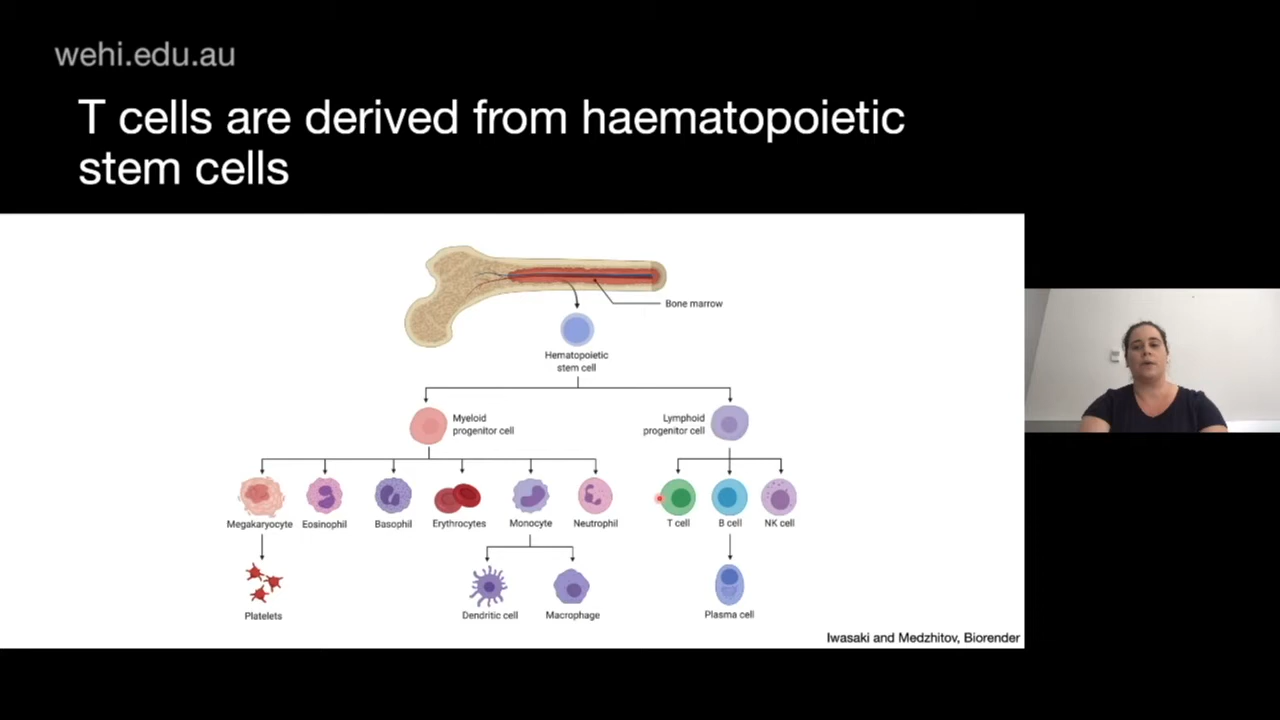 wehi.edu.au
T cells are derived from haematopoietic
stem cells
Bone marrow
Hematopoietic
stem cell
Myeloid
progenitor cell
Lymphoid
progenitor cell
Megakaryocyte
Eosinophil
Basophil
Erythrocytes
Monocyte
Neutrophil
T cell
B cell
NK cell
Platelets
Dendritic cell
Macrophage
Plasma cell
Iwasaki and Medzhitov, Biorender